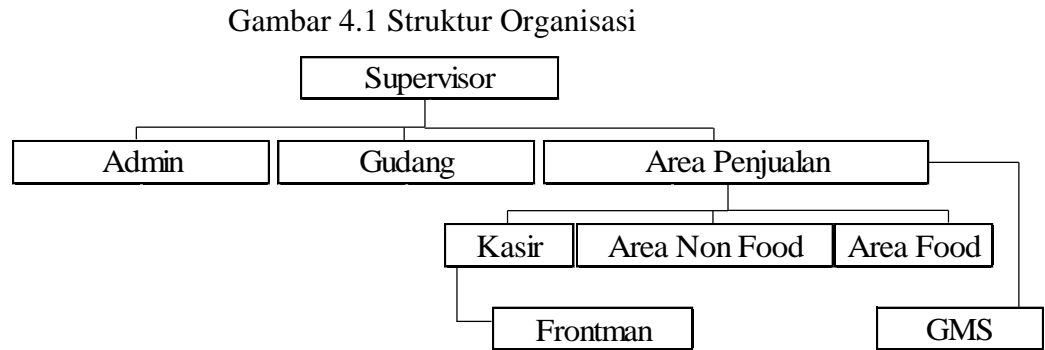 Gambar 4.1 Struktur Organisasi
Supervisor
Admin
Gudang
Area Penjualan
Kasir
Area Non Food
Area Food
Frontman
GMS